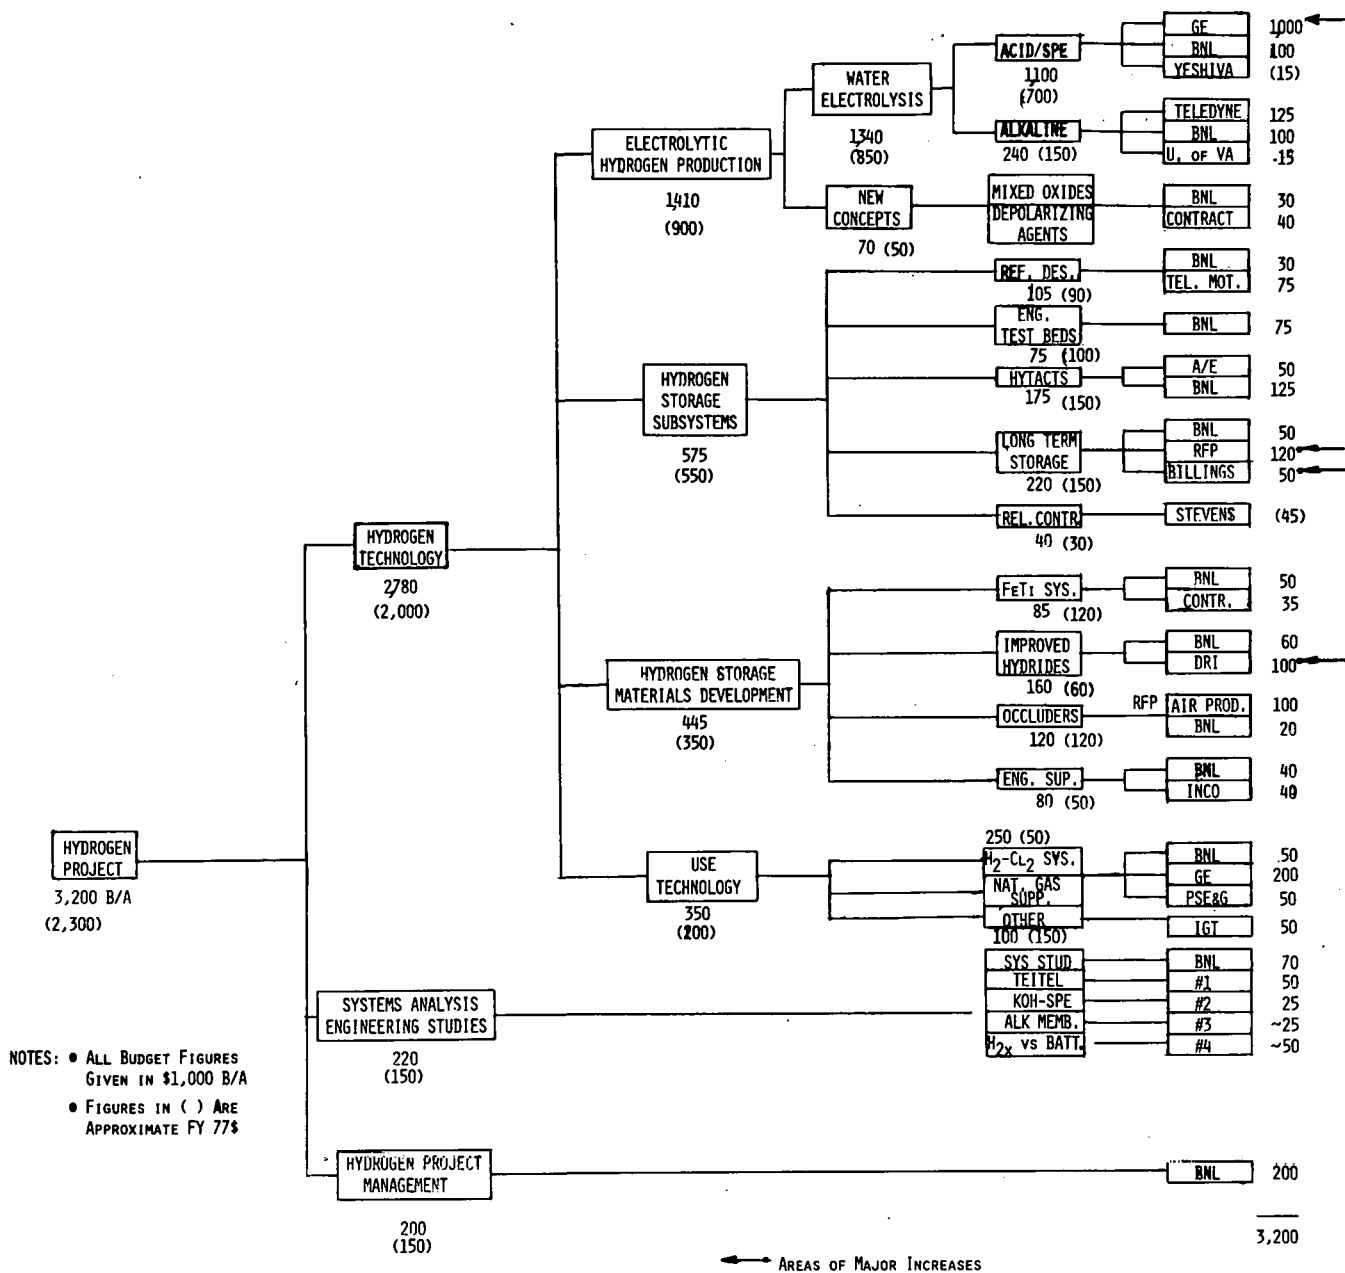 HYDROGEN
PROJECT
3,200 B/A
(2,300)
HYDROGEN
TECHNOLOGY
2,780
(2,000)
ELECTROLYTIC
HYDROGEN PRODUCTION
1,410
(900)
WATER
ELECTROLYSIS
1,340
(850)
ACID/SPE
1,100
(700)
GE 1,000
BNL 100
YESHIVA (15)
ALKALINE
240 (150)
TELEDYNE 125
BNL 100
U. OF VA .15
NEW
CONCEPTS
70 (50)
MIXED OXIDES
DEPOLARIZING
AGENTS
BNL 30
CONTRACT 40
HYDROGEN
STORAGE
SUBSYSTEMS
575
(550)
REF. DES.
105 (90)
BNL 30
TEL. MOT. 75
ENG.
TEST BEDS
75 (100)
BNL 75
HYTACTS
175 (150)
A/E 50
BNL 125
LONG TERM
STORAGE
220 (150)
BNL 50
RFP 120
BILLINGS 50
REL.CONTR.
40 (30)
STEVENS (45)
HYDROGEN STORAGE
MATERIALS DEVELOPMENT
445
(350)
FETI SYS.
85 (120)
BNL 50
CONTR. 35
IMPROVED
HYDRIDES
160 (60)
BNL 60
DRI 100
OCCLUDERS
120 (120)
RFP AIR PROD. 100
BNL 20
ENG. SUP.
80 (50)
BNL 40
INCO 40
USE
TECHNOLOGY
350
(200)
250 (50)
H2-CL2 SYS.
NAT. GAS
SUPP.
OTHER
100 (150)
BNL .50
GE 200
PSE&G 50
IGT 50
SYSTEMS ANALYSIS
ENGINEERING STUDIES
220
(150)
SYS STUD BNL 70
TEITEL #1 50
KOH-SPE #2 25
ALK MEMB. #3 ~25
H2X VS BATT. #4 ~50
HYDROGEN PROJECT
MANAGEMENT
200
(150)
BNL 200
3,200
NOTES: • ALL BUDGET FIGURES
GIVEN IN $1,000 B/A
• FIGURES IN ( ) ARE
APPROXIMATE FY 77$
AREAS OF MAJOR INCREASES